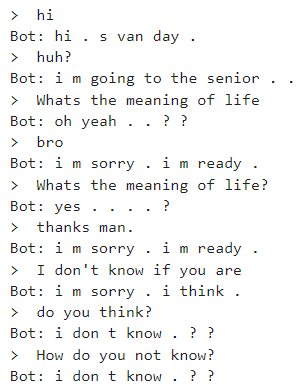 > hi
Bot: hi . s van day .
> huh?
Bot: i m going to the senior . .
> Whats the meaning of life
Bot: oh yeah . . ? ?
> bro
Bot: i m sorry . i m ready .
> Whats the meaning of life?
Bot: yes . . . . ?
> thanks man.
Bot: i m sorry . i m ready .
> I don't know if you are
Bot: i m sorry . i think .
> do you think?
Bot: i don t know . ? ?
> How do you not know?
Bot: i don t know . ? ?